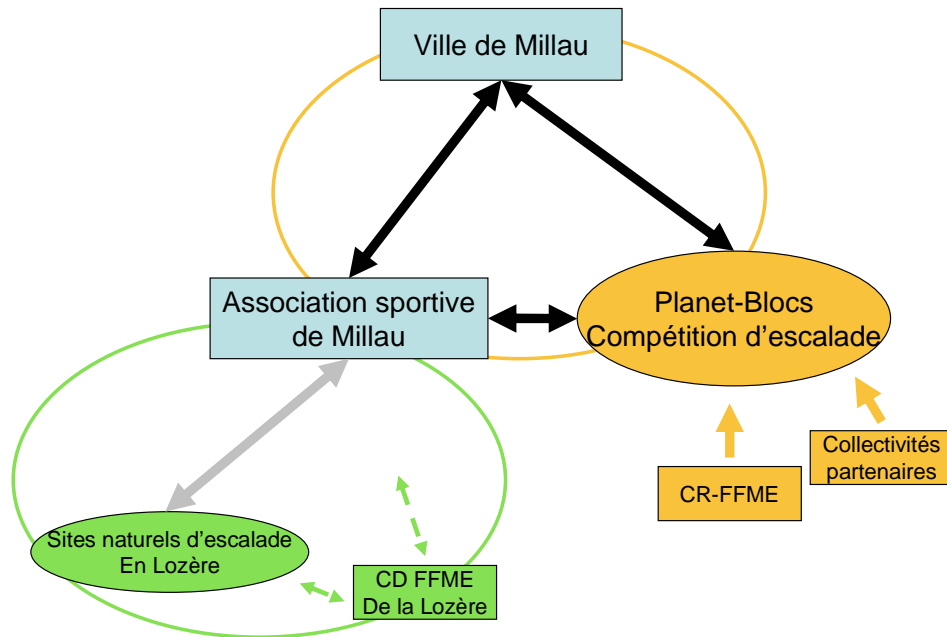 Ville de Millau
Association sportive
de Millau
Planet-Blocs
Compétition d'escalade
Collectivités
partenaires
CR-FFME
Sites naturels d'escalade
En Lozère
CD FFME
De la Lozère